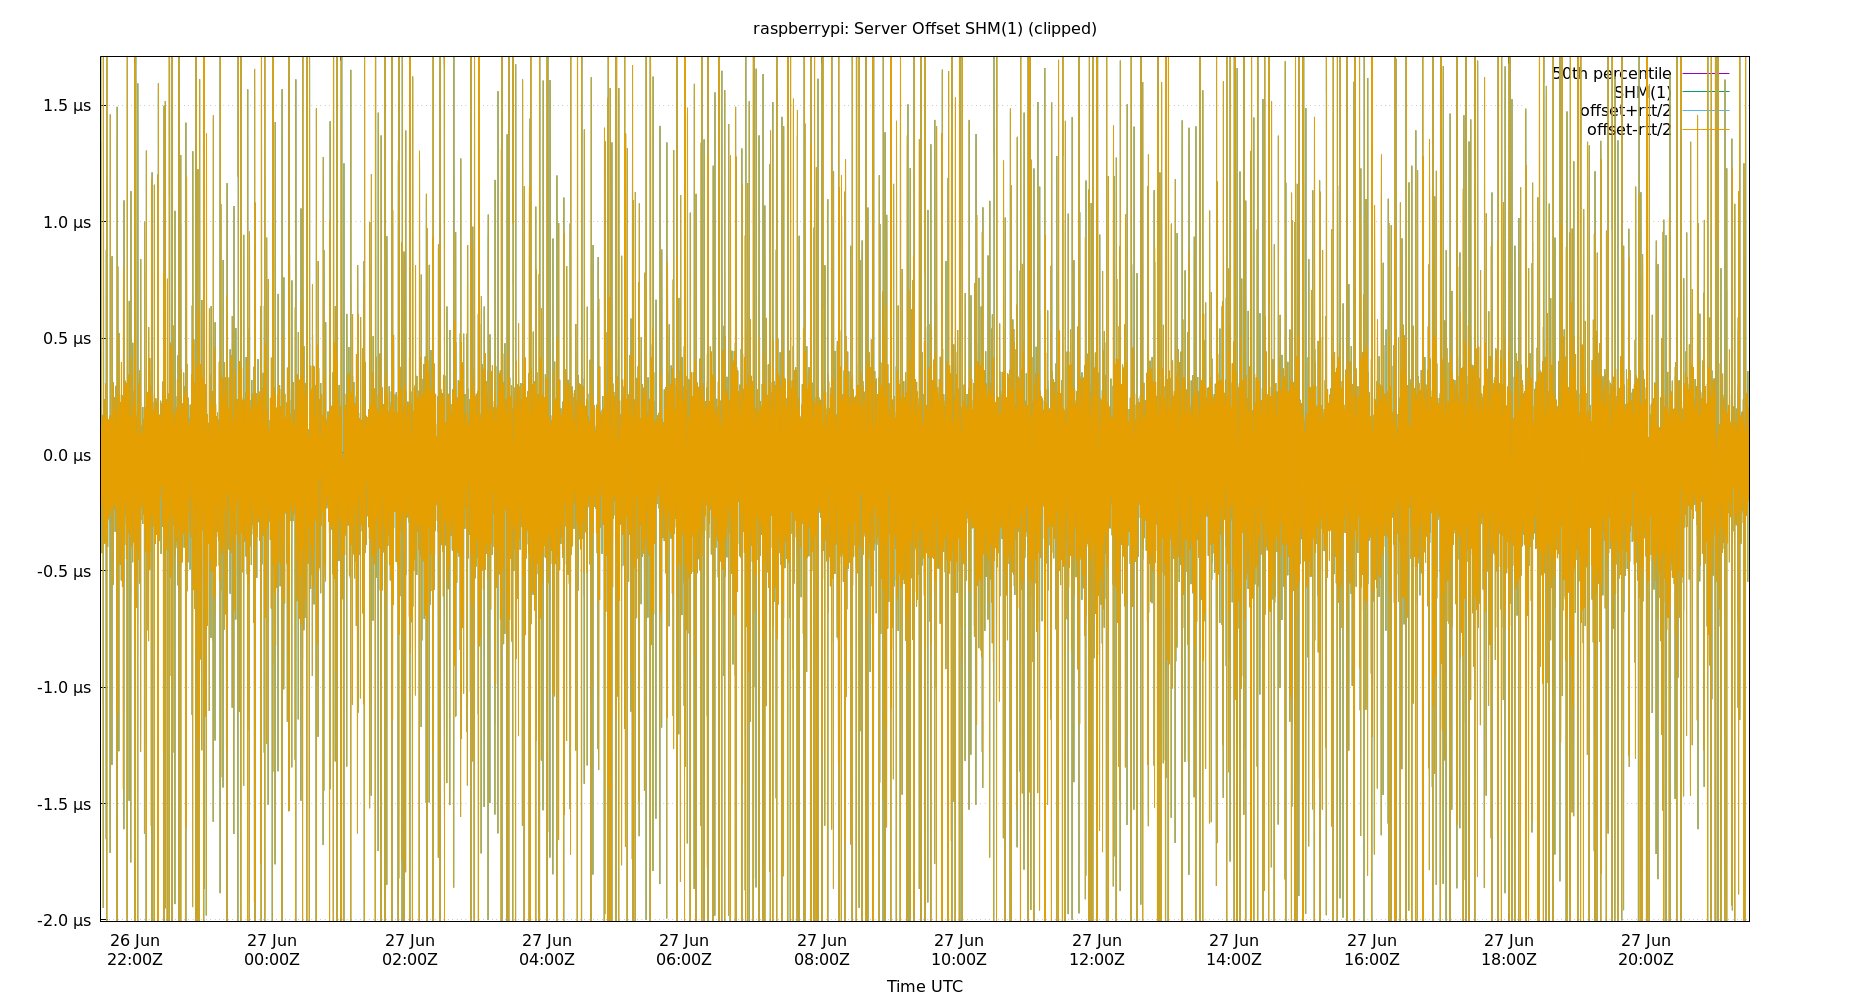 raspberrypi: Server Offset SHM(1) (clipped)
50th percentile
SHM(1)
offset+rtt/2
offset-rtt/2
1.5 µs
1.0 µs
0.5 µs
0.0 µs
-0.5 µs
-1.0 µs
-1.5 µs
-2.0 µs
26 Jun 27 Jun 27 Jun 27 Jun 27 Jun 27 Jun 27 Jun 27 Jun 27 Jun 27 Jun 27 Jun 27 Jun
22:00Z 00:00Z 02:00Z 04:00Z 06:00Z 08:00Z 10:00Z 12:00Z 14:00Z 16:00Z 18:00Z 20:00Z
Time UTC